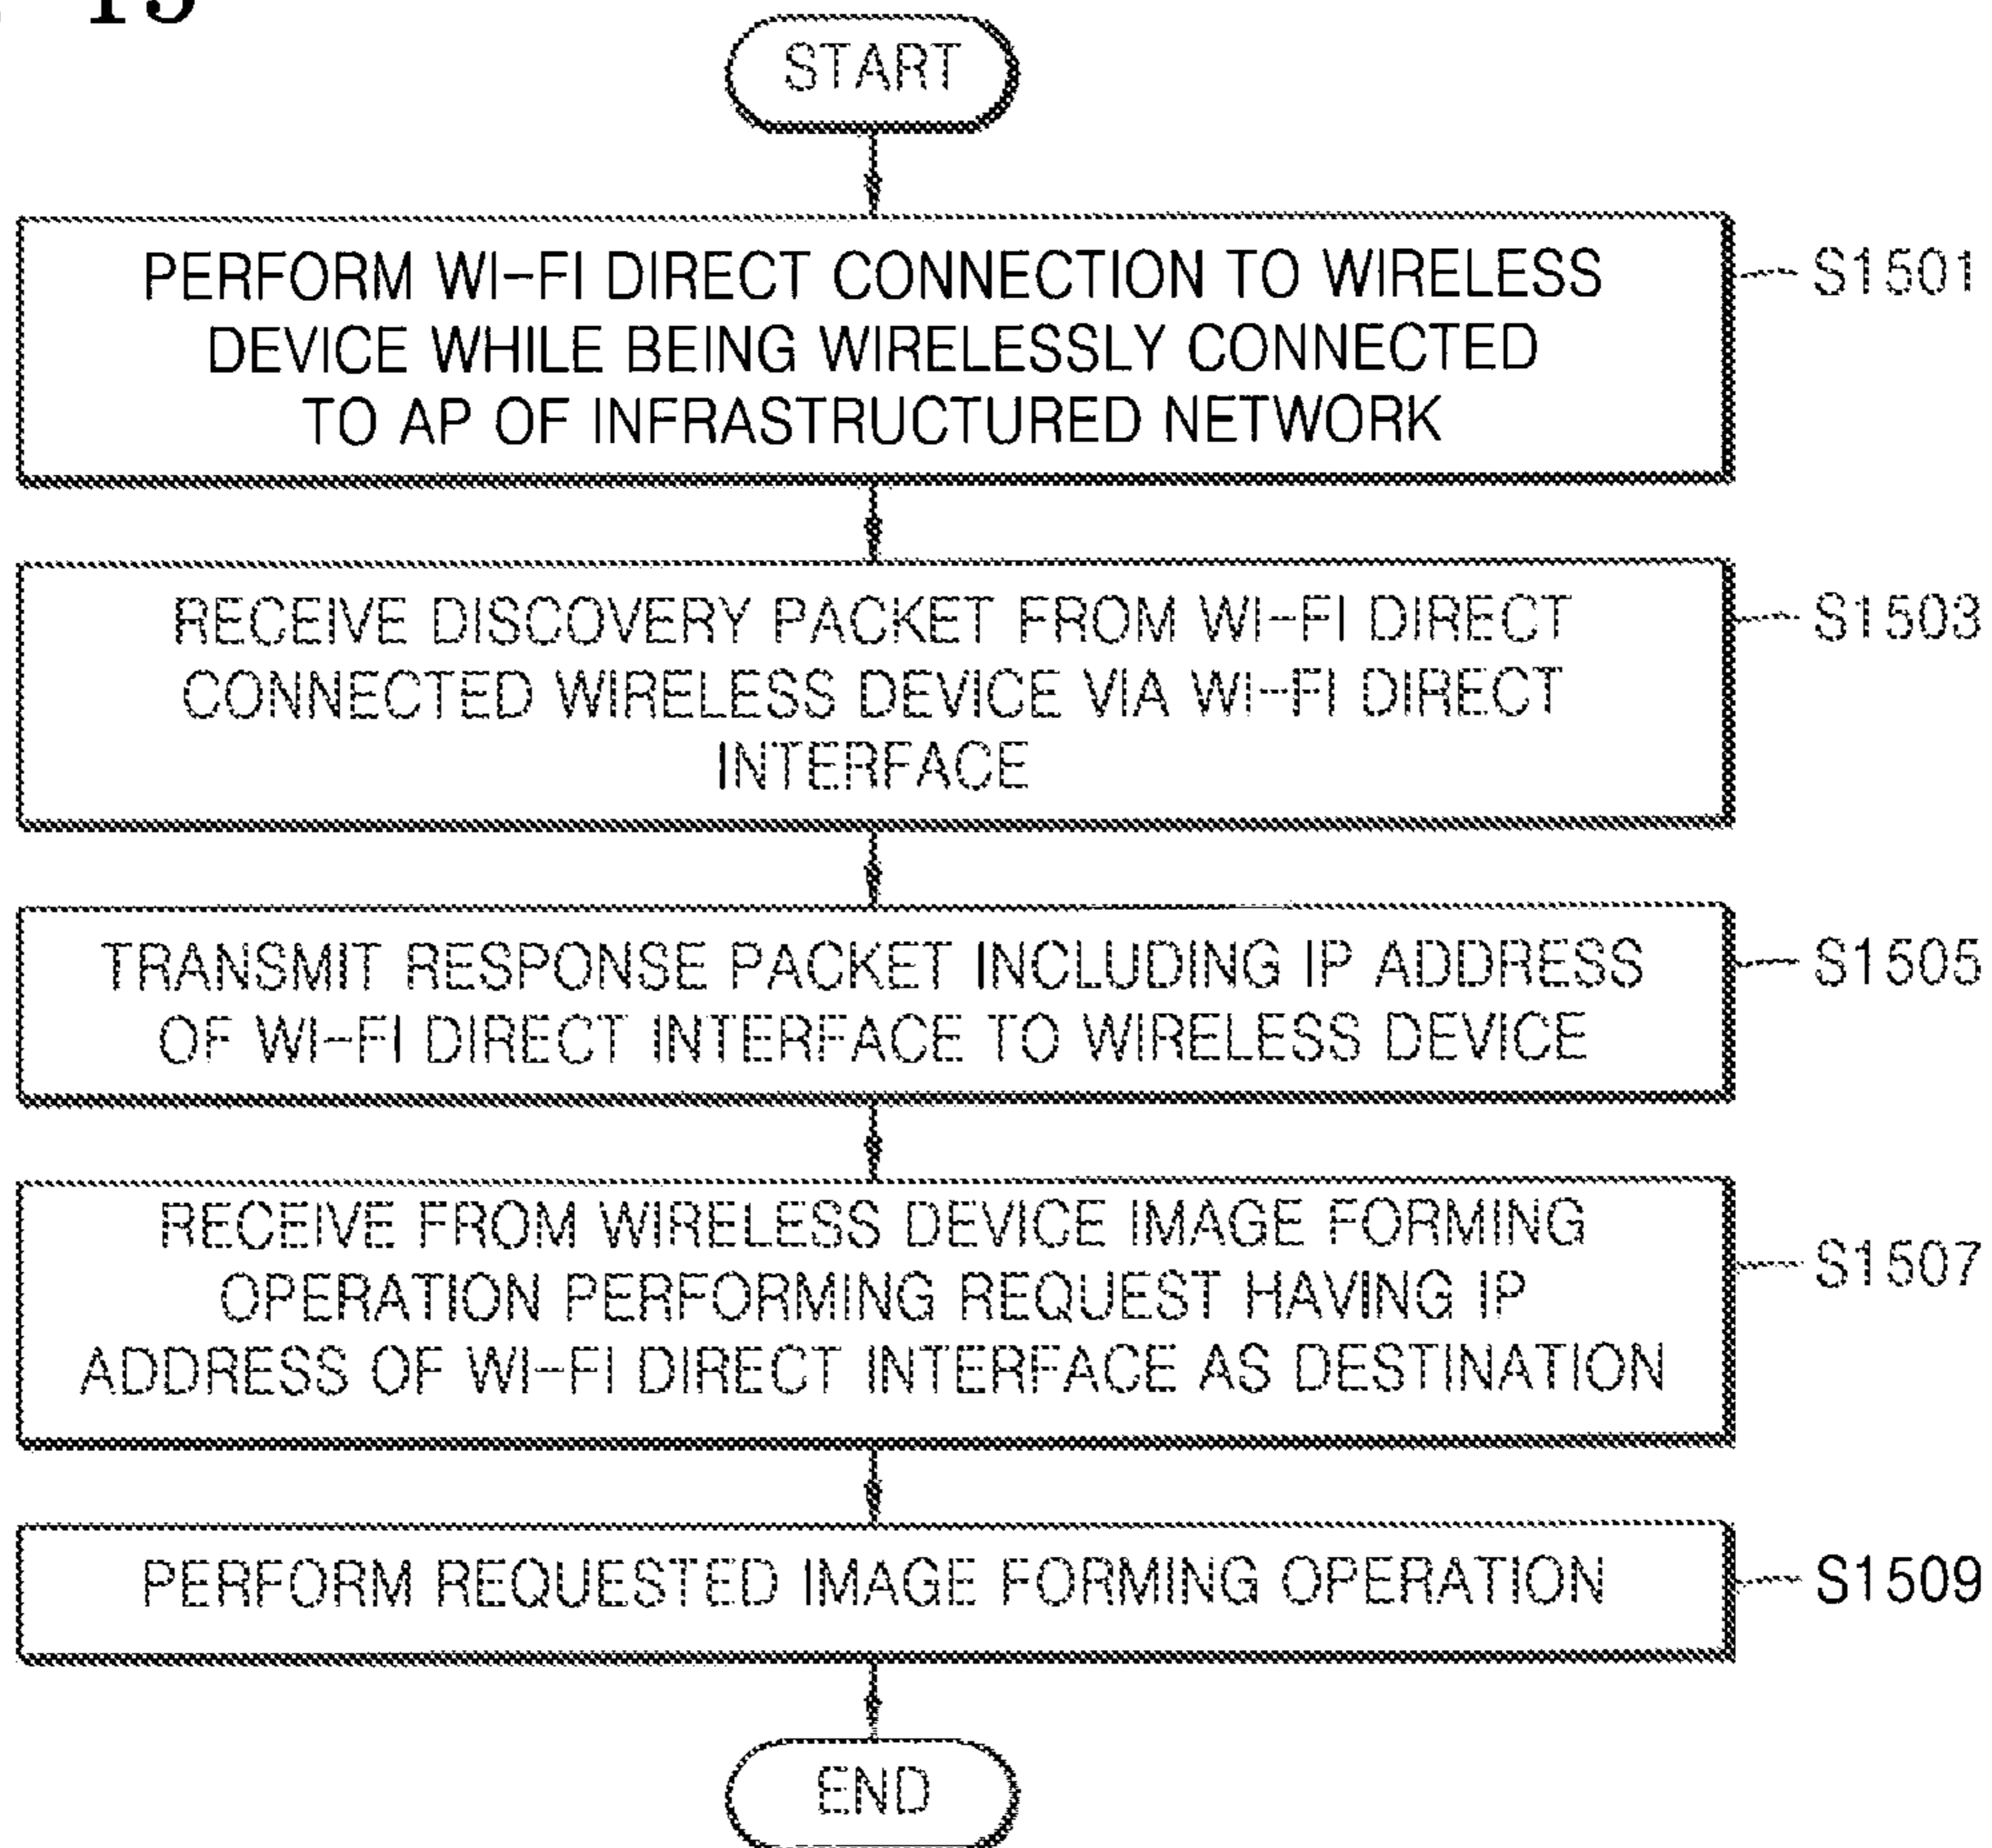 15
START
PERFORM WI-FI DIRECT CONNECTION TO WIRELESS
DEVICE WHILE BEING WIRELESSLY CONNECTED
TO AP OF INFRASTRUCTURED NETWORK
S1501
RECEIVE DISCOVERY PACKET FROM WI-FI DIRECT
CONNECTED WIRELESS DEVICE VIA WI-FI DIRECT
INTERFACE
S1503
TRANSMIT RESPONSE PACKET INCLUDING IP ADDRESS
OF WI-FI DIRECT INTERFACE TO WIRELESS DEVICE
S1505
RECEIVE FROM WIRELESS DEVICE IMAGE FORMING
OPERATION PERFORMING REQUEST HAVING IP
ADDRESS OF WI-FI DIRECT INTERFACE AS DESTINATION
S1507
PERFORM REQUESTED IMAGE FORMING OPERATION
S1509
END